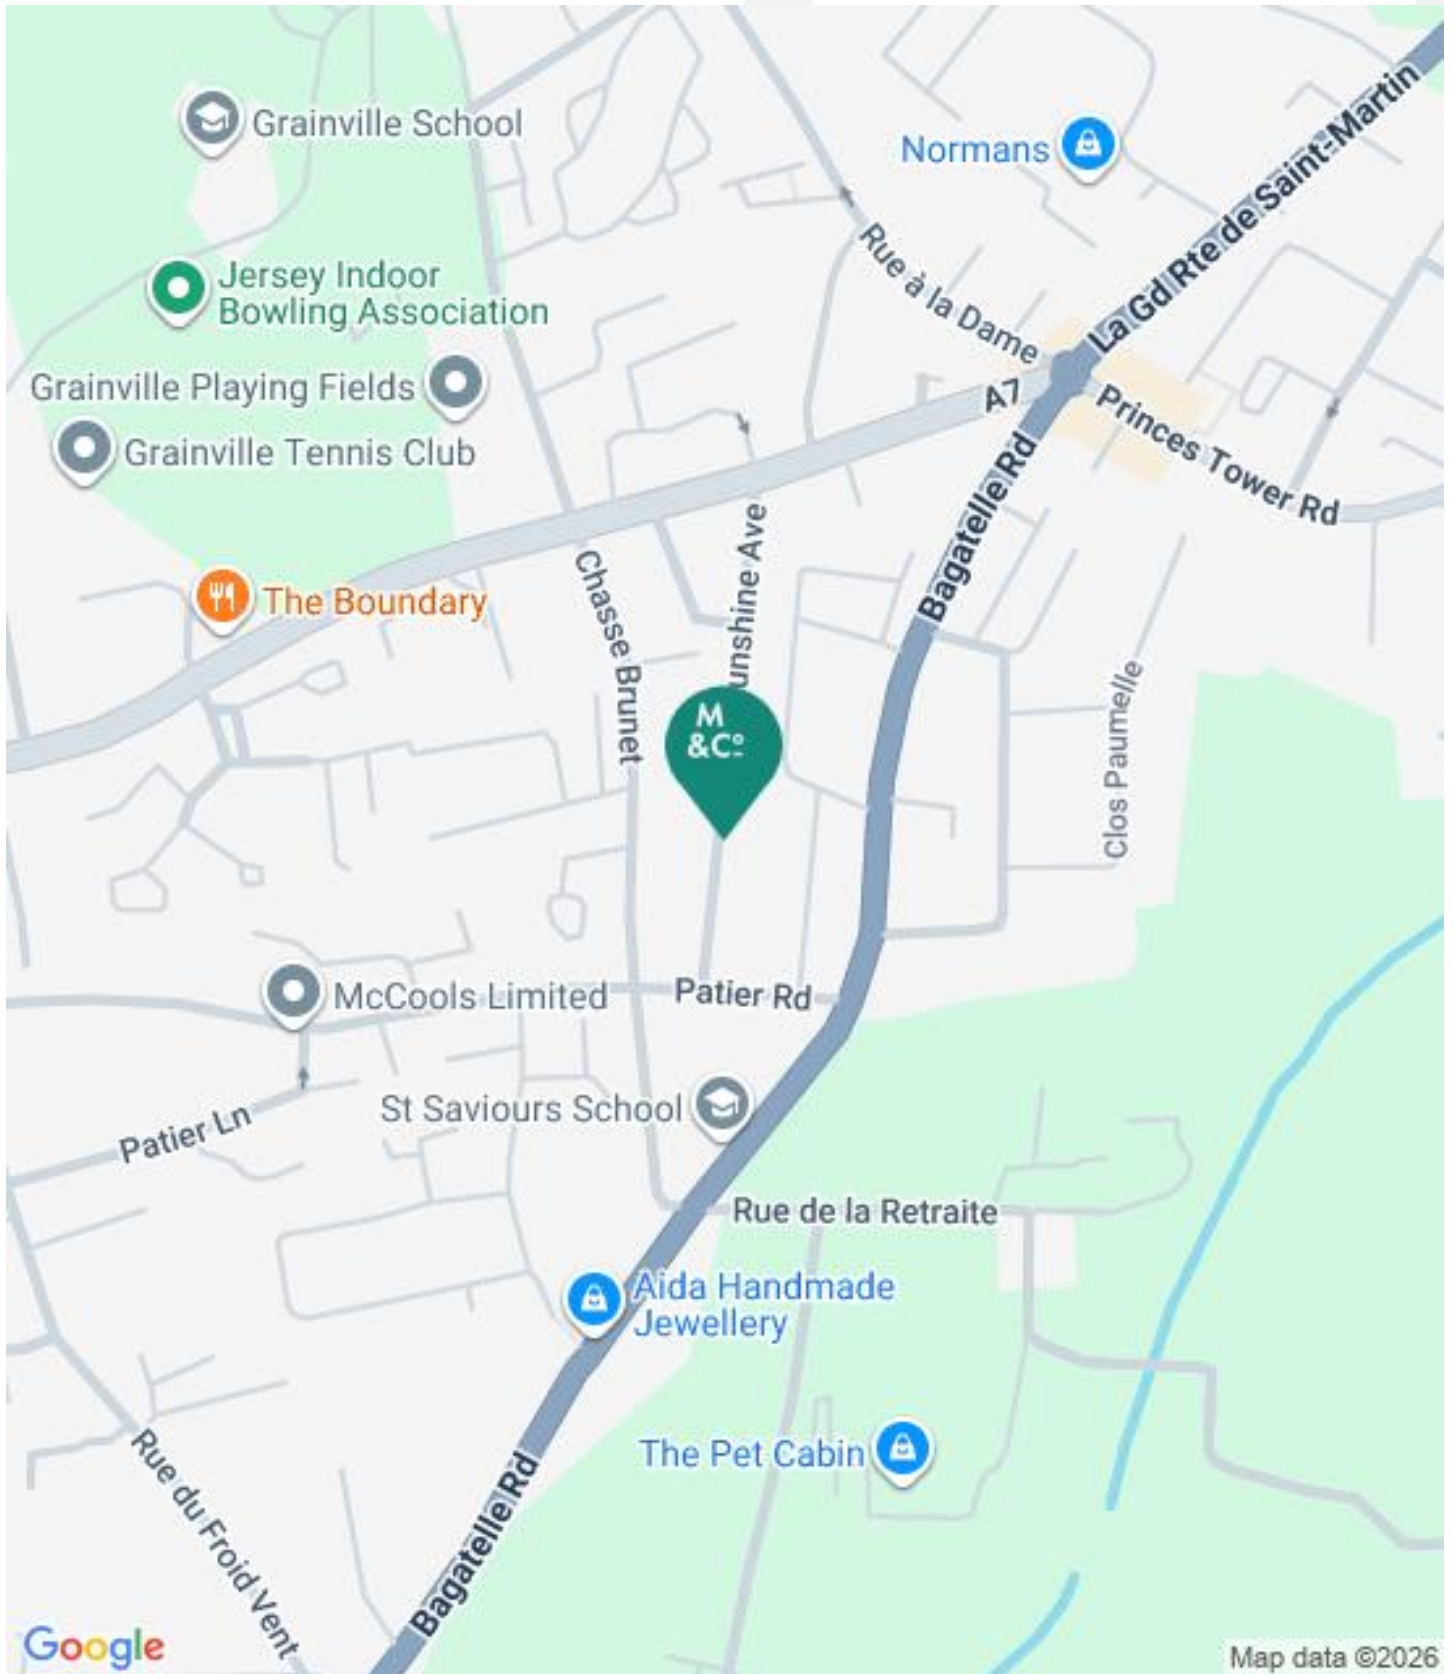 Grainville School
Normans
La Gd Rte de Saint-Martin
Rue à la Dame
Jersey Indoor
Bowling Association
Grainville Playing Fields
A7
Princes Tower Rd
Grainville Tennis Club
Bagatelle Rd
unshine Ave
Chasse Brunet
The Boundary
Clos Paumelle
M
&Cº
McCools Limited
Patier Rd
St Saviours School
Patier Ln
Rue de la Retraite
Aida Handmade
Jewellery
The Pet Cabin
Rue du Froid Vent
Bagatelle Rd
Google
Map data ©2026